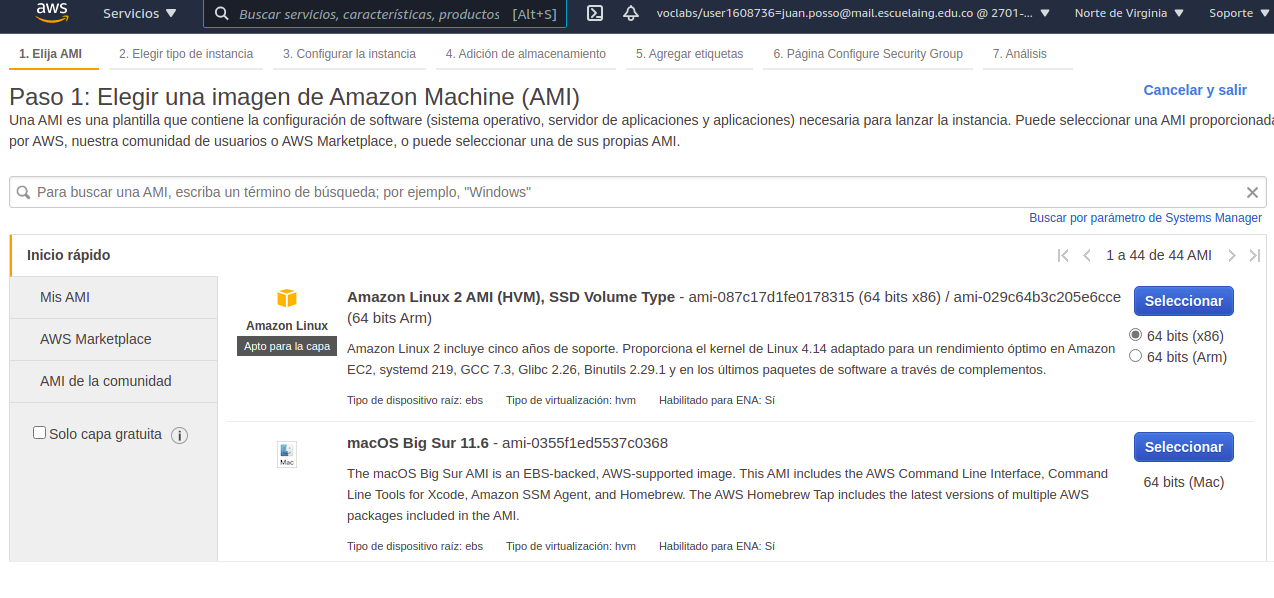 aws
Servicios
Buscar servicios, características, productos [Alt+S]
voclabs/user1608736=juan.posso@mail.escuelaing.edu.co @ 2701-...
Norte de Virginia
Soporte
1. Elija AMI
2. Elegir tipo de instancia
3. Configurar la instancia
4. Adición de almacenamiento
5. Agregar etiquetas
6. Página Configure Security Group
7. Análisis
Paso 1: Elegir una imagen de Amazon Machine (AMI)
Cancelar y salir
Una AMI es una plantilla que contiene la configuración de software (sistema operativo, servidor de aplicaciones y aplicaciones) necesaria para lanzar la instancia. Puede seleccionar una AMI proporcionada
por AWS, nuestra comunidad de usuarios o AWS Marketplace, o puede seleccionar una de sus propias AMI.
Para buscar una AMI, escriba un término de búsqueda; por ejemplo, "Windows"
Buscar por parámetro de Systems Manager
Inicio rápido
1 a 44 de 44 AMI
Mis AMI
AWS Marketplace
AMI de la comunidad
Solo capa gratuita
Amazon Linux
Apto para la capa
Amazon Linux 2 AMI (HVM), SSD Volume Type - ami-087c17d1fe0178315 (64 bits x86) / ami-029c64b3c205e6cce
(64 bits Arm)
Amazon Linux 2 incluye cinco años de soporte. Proporciona el kernel de Linux 4.14 adaptado para un rendimiento óptimo en Amazon
EC2, systemd 219, GCC 7.3, Glibc 2.26, Binutils 2.29.1 y en los últimos paquetes de software a través de complementos.
Tipo de dispositivo raíz: ebs
Tipo de virtualización: hvm
Habilitado para ENA: Sí
Seleccionar
64 bits (x86)
64 bits (Arm)
Mac
macOS Big Sur 11.6 - ami-0355f1ed5537c0368
The macOS Big Sur AMI is an EBS-backed, AWS-supported image. This AMI includes the AWS Command Line Interface, Command
Line Tools for Xcode, Amazon SSM Agent, and Homebrew. The AWS Homebrew Tap includes the latest versions of multiple AWS
packages included in the AMI.
Tipo de dispositivo raíz: ebs
Tipo de virtualización: hvm
Habilitado para ENA: Sí
Seleccionar
64 bits (Mac)